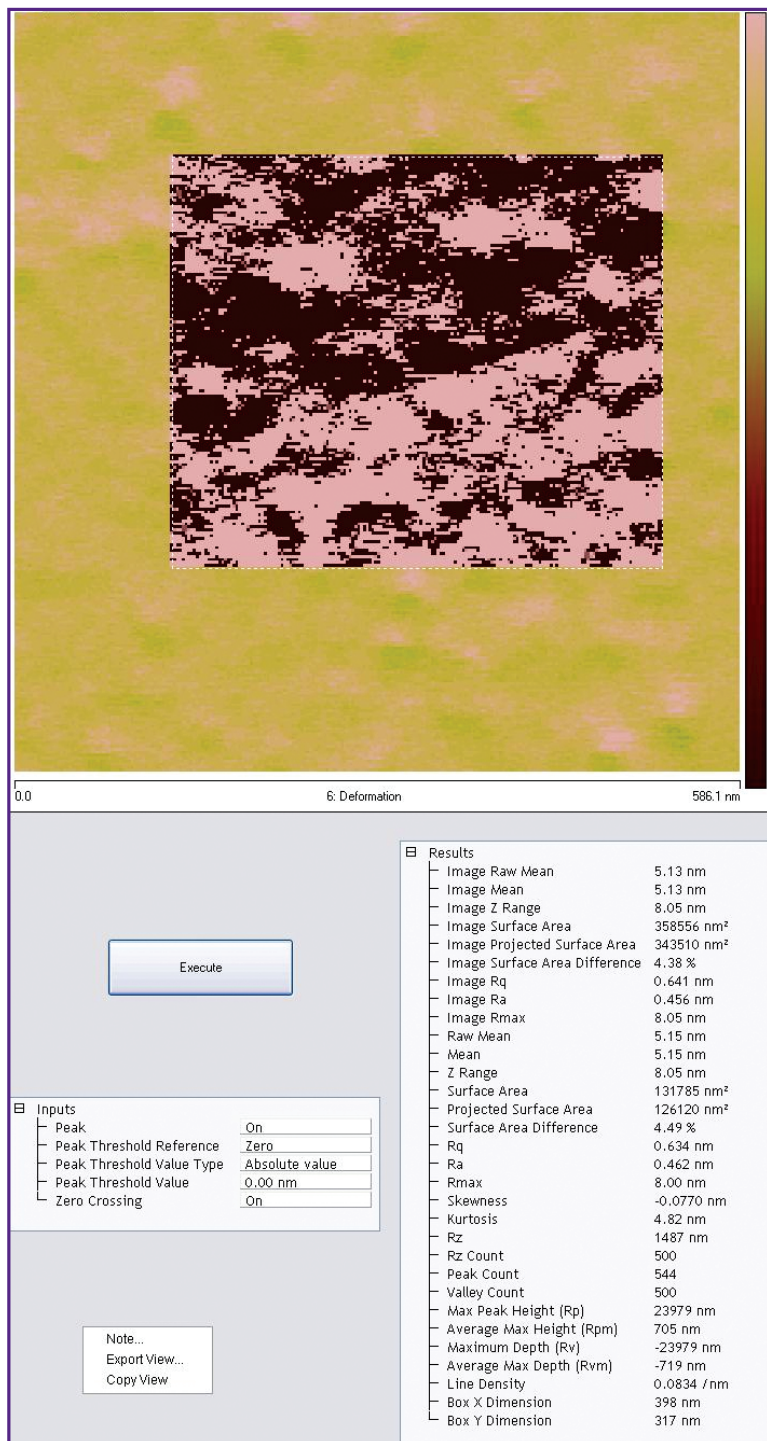 0.0 6: Deformation 586.1 nm
Execute
Inputs
Peak On
Peak Threshold Reference Zero
Peak Threshold Value Type Absolute value
Peak Threshold Value 0.00 nm
Zero Crossing On
Note...
Export View...
Copy View
Results
Image Raw Mean 5.13 nm
Image Mean 5.13 nm
Image Z Range 8.05 nm
Image Surface Area 358556 nm²
Image Projected Surface Area 343510 nm²
Image Surface Area Difference 4.38 %
Image Rq 0.641 nm
Image Ra 0.456 nm
Image Rmax 8.05 nm
Raw Mean 5.15 nm
Mean 5.15 nm
Z Range 8.05 nm
Surface Area 131785 nm²
Projected Surface Area 126120 nm²
Surface Area Difference 4.49 %
Rq 0.634 nm
Ra 0.462 nm
Rmax 8.00 nm
Skewness -0.0770 nm
Kurtosis 4.82 nm
Rz 1487 nm
Rz Count 500
Peak Count 544
Valley Count 500
Max Peak Height (Rp) 23979 nm
Average Max Height (Rpm) 705 nm
Maximum Depth (Rv) -23979 nm
Average Max Depth (Rvm) -719 nm
Line Density 0.0834 /nm
Box X Dimension 398 nm
Box Y Dimension 317 nm